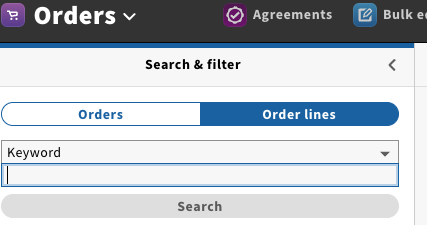 Orders Agreements Bulk
Search & filter
Orders Order lines
Keyword
Search